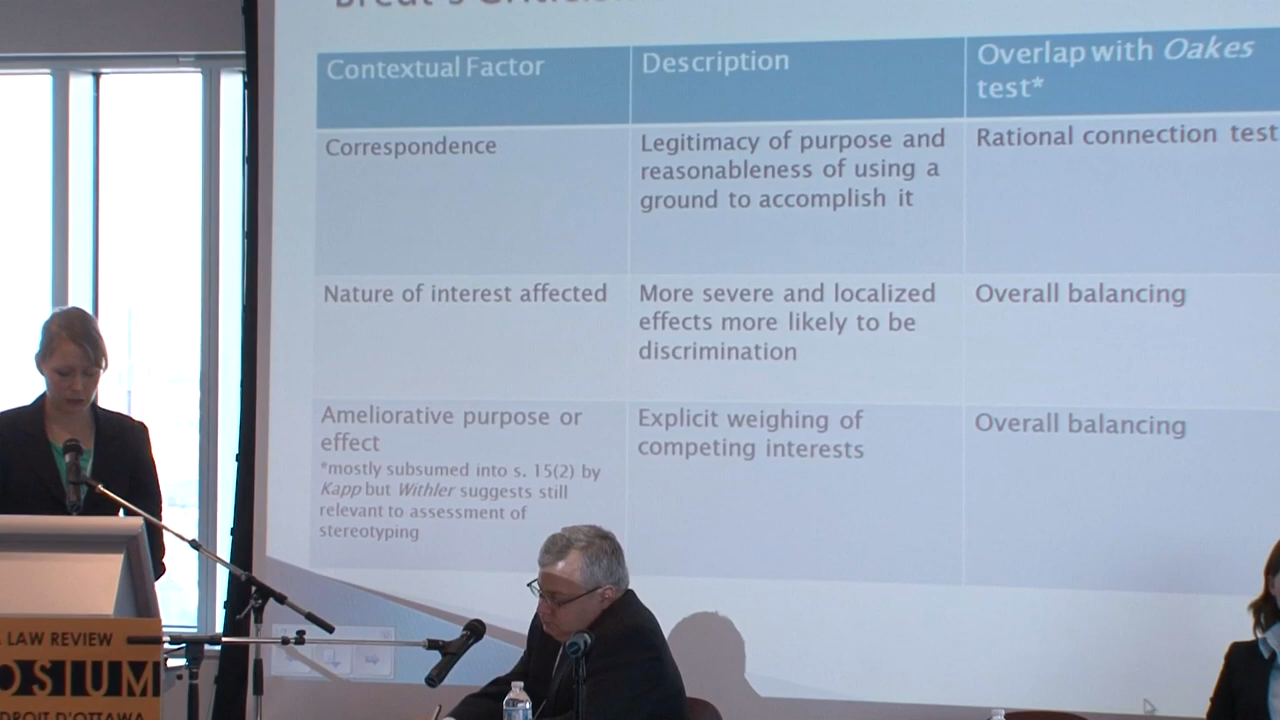 Contextual Factor
Description
Overlap with Oakes
test*
Correspondence
Legitimacy of purpose and
reasonableness of using a
ground to accomplish it
Rational connection test
Nature of interest affected
More severe and localized
effects more likely to be
discrimination
Overall balancing
Ameliorative purpose or
effect
*mostly subsumed into s. 15(2) by
Kapp but Withler suggests still
relevant to assessment of
stereotyping
Explicit weighing of
competing interests
Overall balancing
LAW REVIEW
OSIUM
DROIT D'OTTAWA